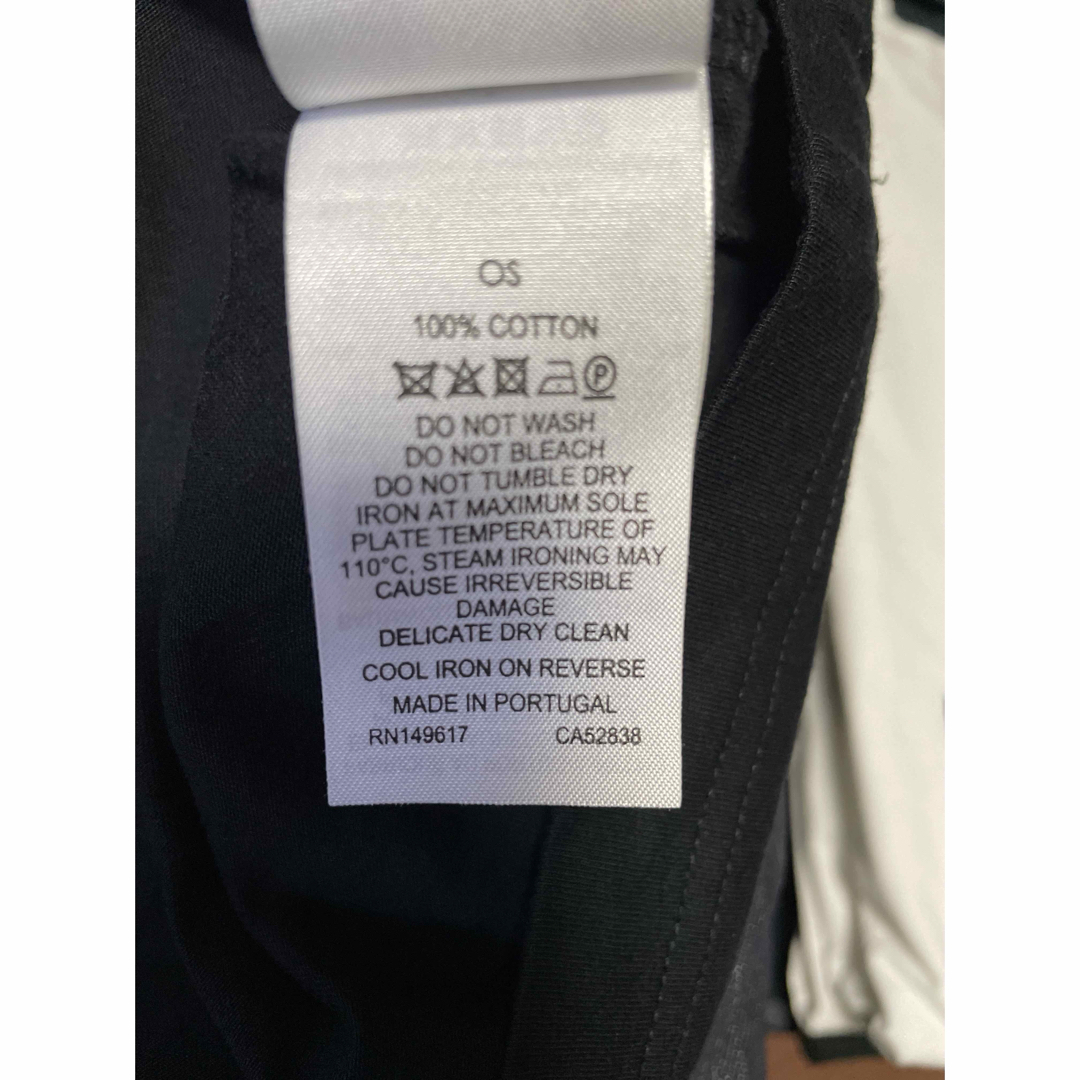 OS
100% COTTON
DO NOT WASH
DO NOT BLEACH
DO NOT TUMBLE DRY
IRON AT MAXIMUM SOLE
PLATE TEMPERATURE OF
110°C, STEAM IRONING MAY
CAUSE IRREVERSIBLE
DAMAGE
DELICATE DRY CLEAN
COOL IRON ON REVERSE
MADE IN PORTUGAL
RN149617 CA52838